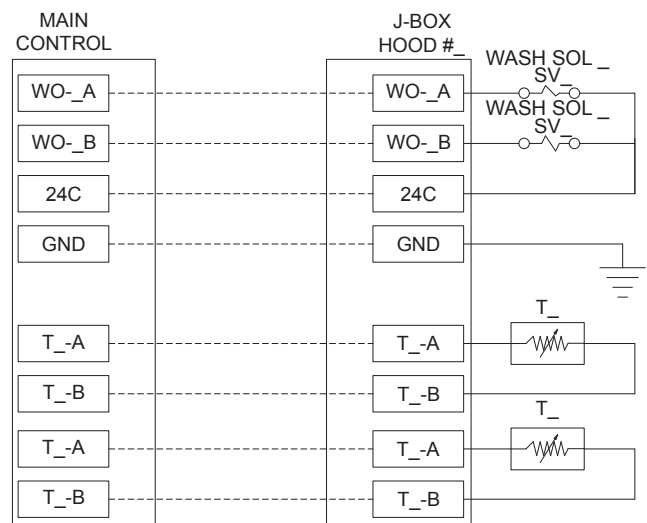 MAIN
CONTROL
J-BOX
HOOD #_
WASH SOL _
SV_
WO-_A
WO-_A
WASH SOL _
SV_
WO-_B
WO-_B
24C
24C
GND
GND
T_
T_-A
T_-A
T_-B
T_-B
T_
T_-A
T_-A
T_-B
T_-B